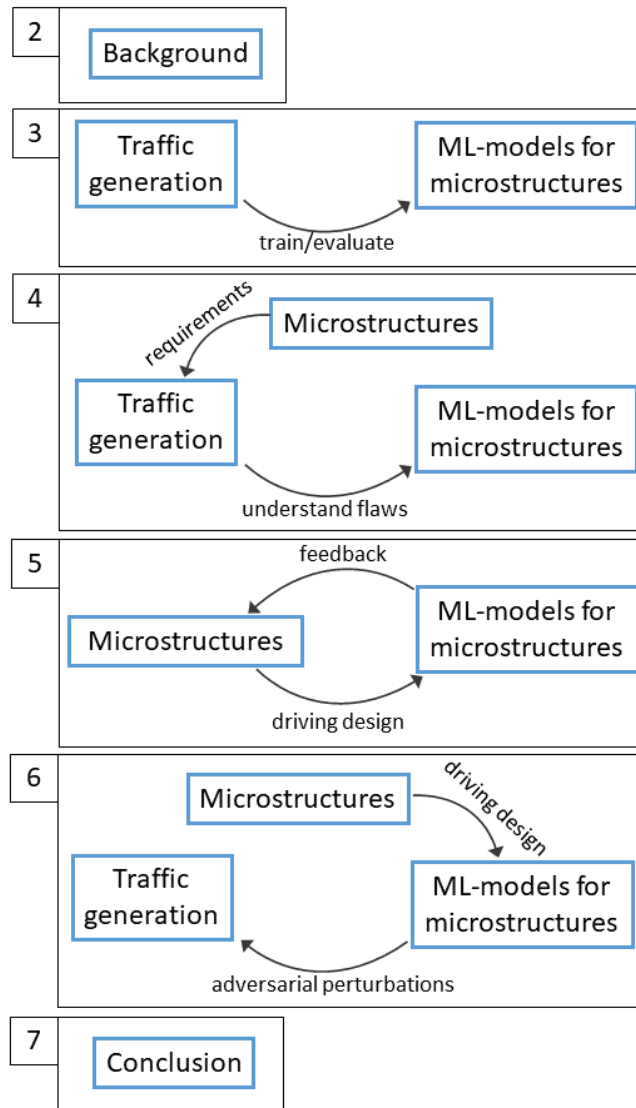 2
Background
3
Traffic
generation
ML-models for
microstructures
train/evaluate
4
requirements
Microstructures
Traffic
generation
ML-models for
microstructures
understand flaws
5
feedback
Microstructures
ML-models for
microstructures
driving design
6
Microstructures
driving design
Traffic
generation
ML-models for
microstructures
adversarial perturbations
7
Conclusion